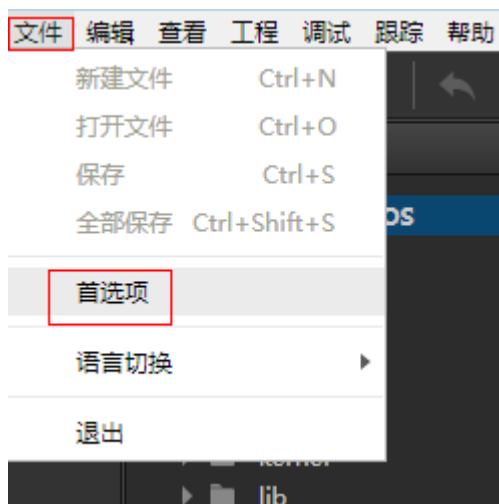 文件 编辑 查看 工程 调试 跟踪 帮助
新建文件 Ctrl+N
打开文件 Ctrl+O
保存 Ctrl+S
全部保存 Ctrl+Shift+S
首选项
语言切换
退出
lib